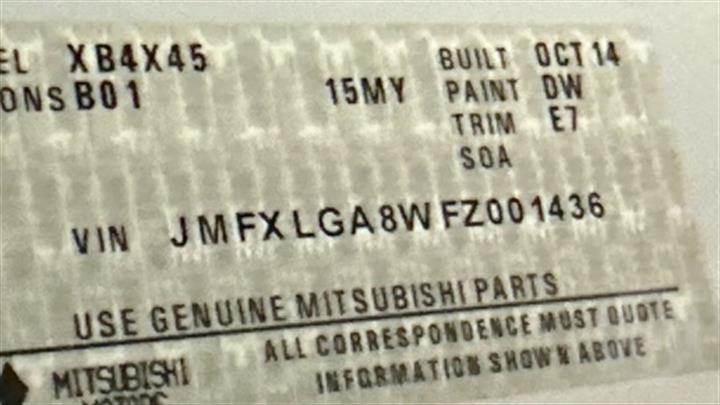 EL XB4X45 BUILT OCT 14
ONS B01 15MY PAINT DW
TRIM E7
SOA
VIN JMFXLGA8WFZ001436
USE GENUINE MITSUBISHI PARTS
MITSUBISHI ALL CORRESPONDENCE MUST QUOTE
MOTORS INFORMATION SHOWN ABOVE